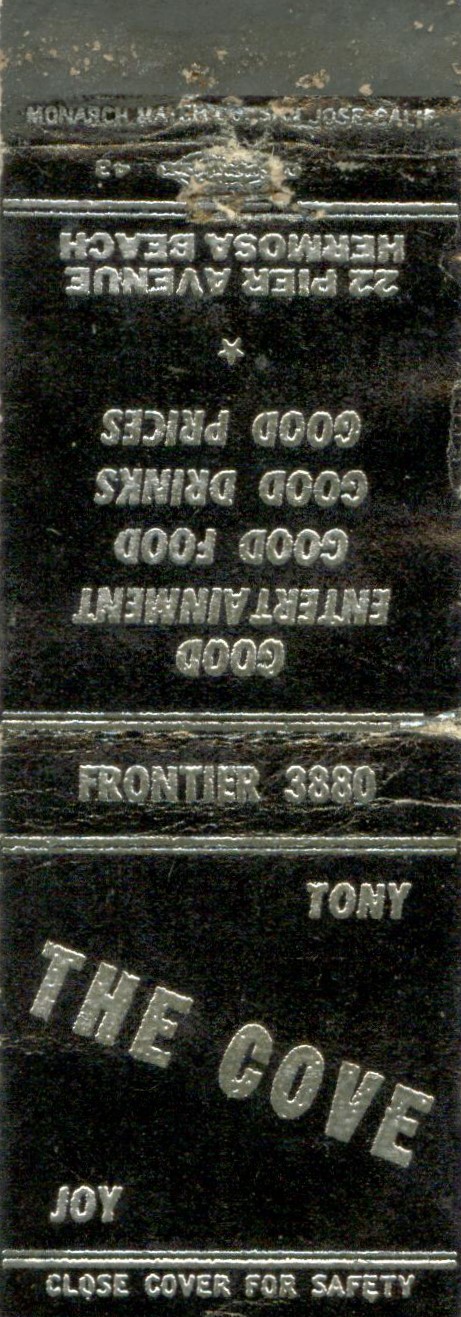 MONARCH MATCH CO. SAN JOSE CALIF.
43
GOOD
ENTERTAINMENT
GOOD FOOD
GOOD DRINKS
GOOD PRICES
22 PIER AVENUE
HERMOSA BEACH
FRONTIER 3880
TONY
THE COVE
JOY
CLOSE COVER FOR SAFETY